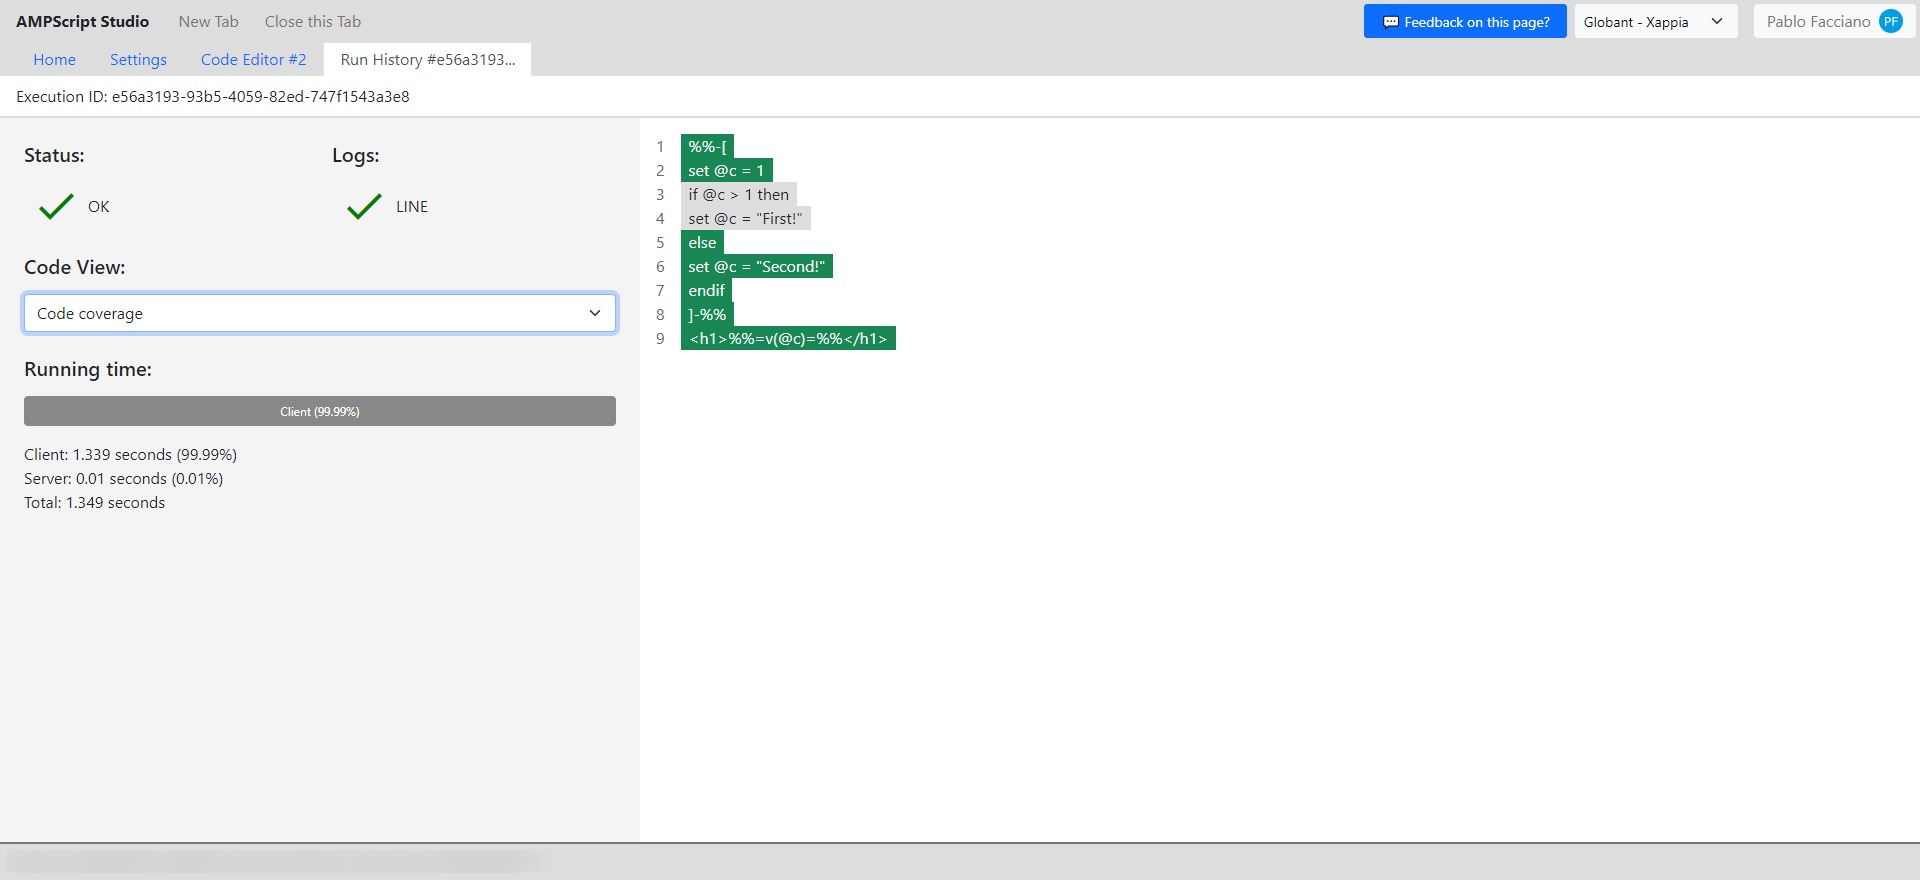 AMPScript Studio New Tab Close this Tab 💬 Feedback on this page? Globant - Xappia Pablo Facciano PF
Home Settings Code Editor #2 Run History #e56a3193...
Execution ID: e56a3193-93b5-4059-82ed-747f1543a3e8
Status: Logs:
OK LINE
Code View:
Code coverage
Running time:
Client (99.99%)
Client: 1.339 seconds (99.99%)
Server: 0.01 seconds (0.01%)
Total: 1.349 seconds
1 %%-[
2 set @c = 1
3 if @c > 1 then
4 set @c = "First!"
5 else
6 set @c = "Second!"
7 endif
8 ]-%%
9 <h1>%%=v(@c)=%%</h1>